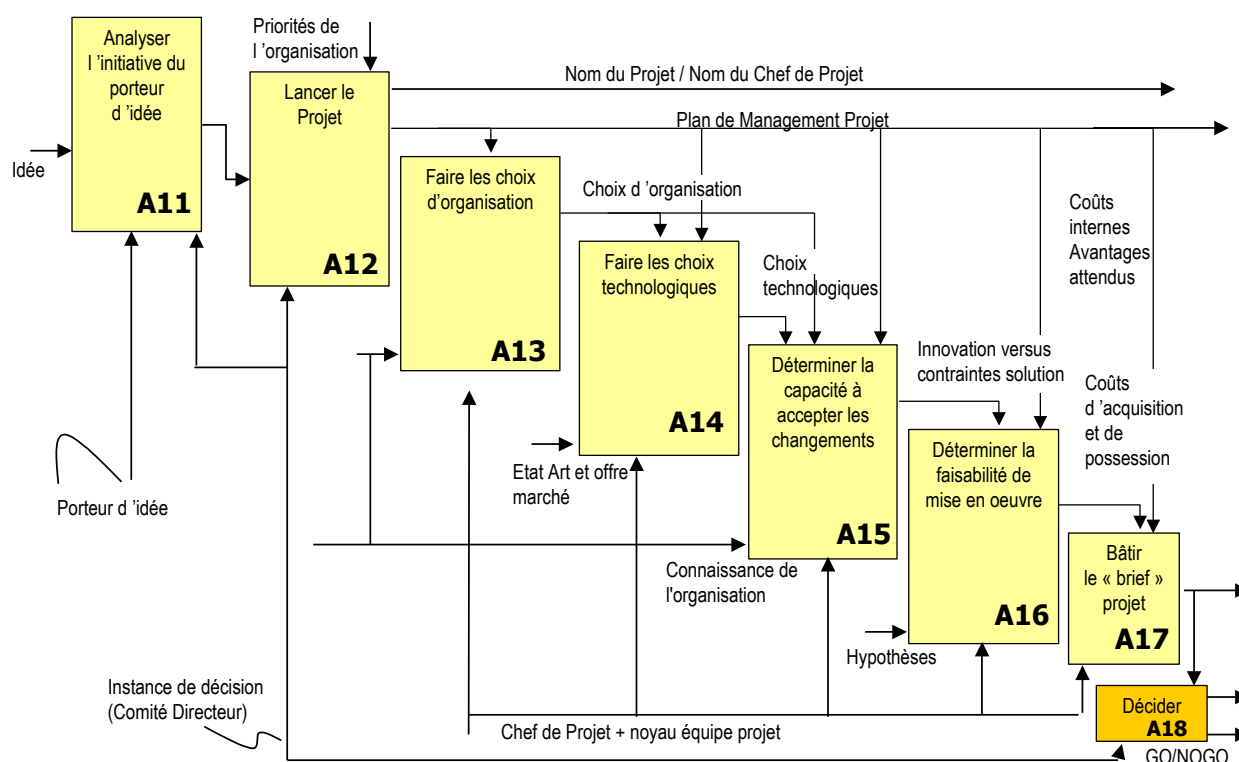 Analyser
l ’initiative du
porteur
d ’idée
A11
Idée
Priorités de
l ’organisation
Lancer le
Projet
A12
Nom du Projet / Nom du Chef de Projet
Plan de Management Projet
Faire les choix
d’organisation
A13
Choix d ’organisation
Faire les choix
technologiques
A14
Choix
technologiques
Coûts
internes
Avantages
attendus
Déterminer la
capacité à
accepter les
changements
A15
Innovation versus
contraintes solution
Coûts
d ’acquisition
et de
possession
Etat Art et offre
marché
Déterminer la
faisabilité de
mise en oeuvre
A16
Porteur d ’idée
Connaissance de
l'organisation
Bâtir
le « brief »
projet
A17
Hypothèses
Instance de décision
(Comité Directeur)
Chef de Projet + noyau équipe projet
Décider
A18
GO/NOGO